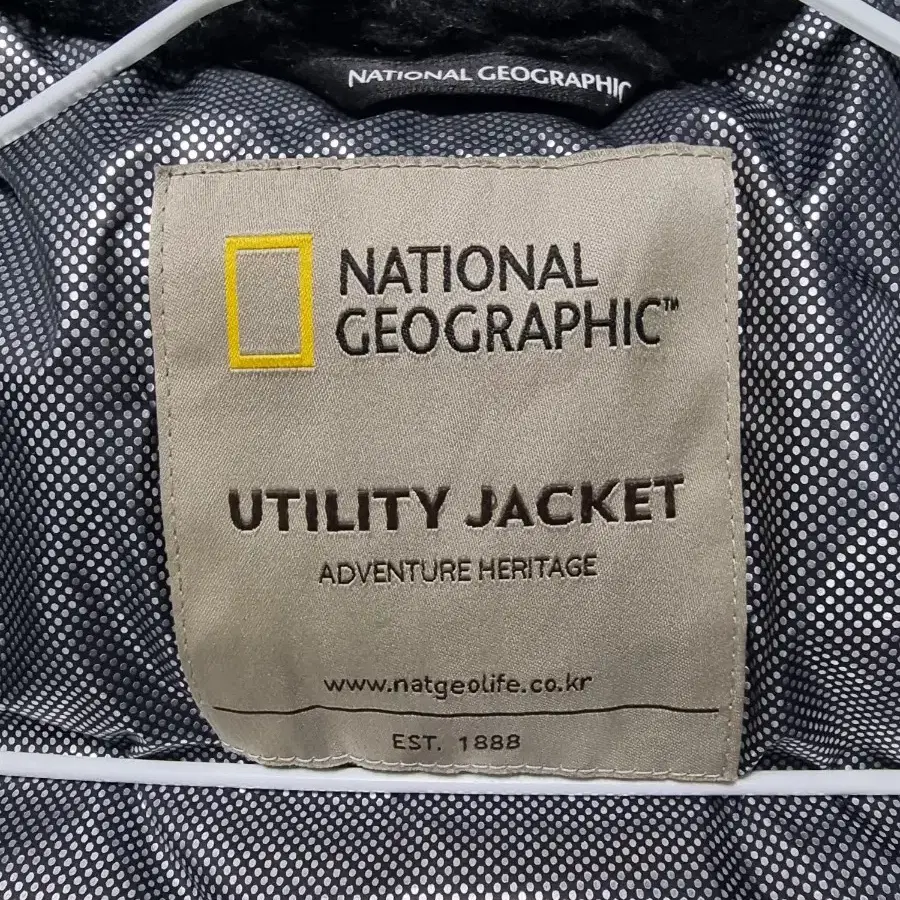 NATIONAL GEOGRAPHIC
NATIONAL
GEOGRAPHIC™
UTILITY JACKET
ADVENTURE HERITAGE
www.natgeolife.co.kr
EST. 1888